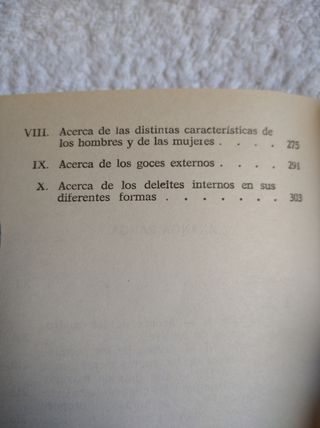 VIII. Acerca de las distintas características de
los hombres y de las mujeres . . . . 275
IX. Acerca de los goces externos . . . . 291
X. Acerca de los deleites internos en sus
diferentes formas . . . . . . . 303